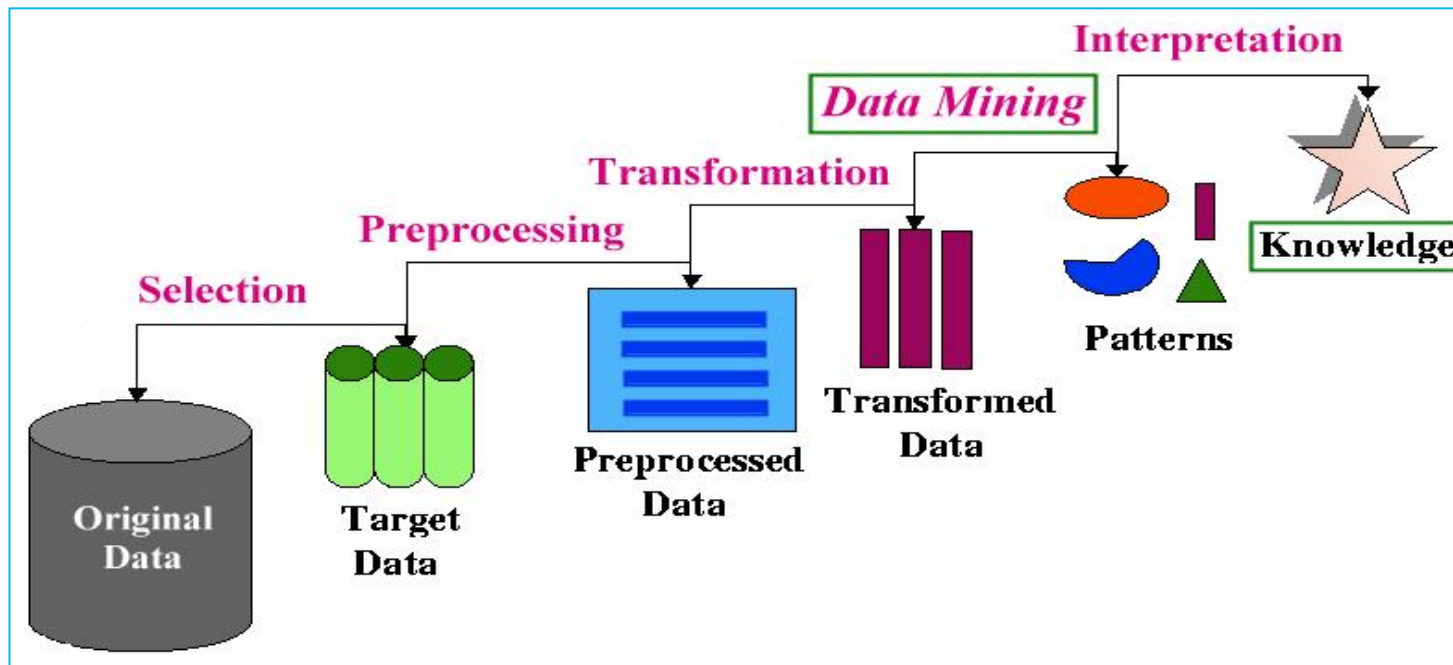 Interpretation
Data Mining
Transformation
Preprocessing
Selection
Knowledge
Patterns
Transformed
Data
Preprocessed
Data
Target
Data
Original
Data